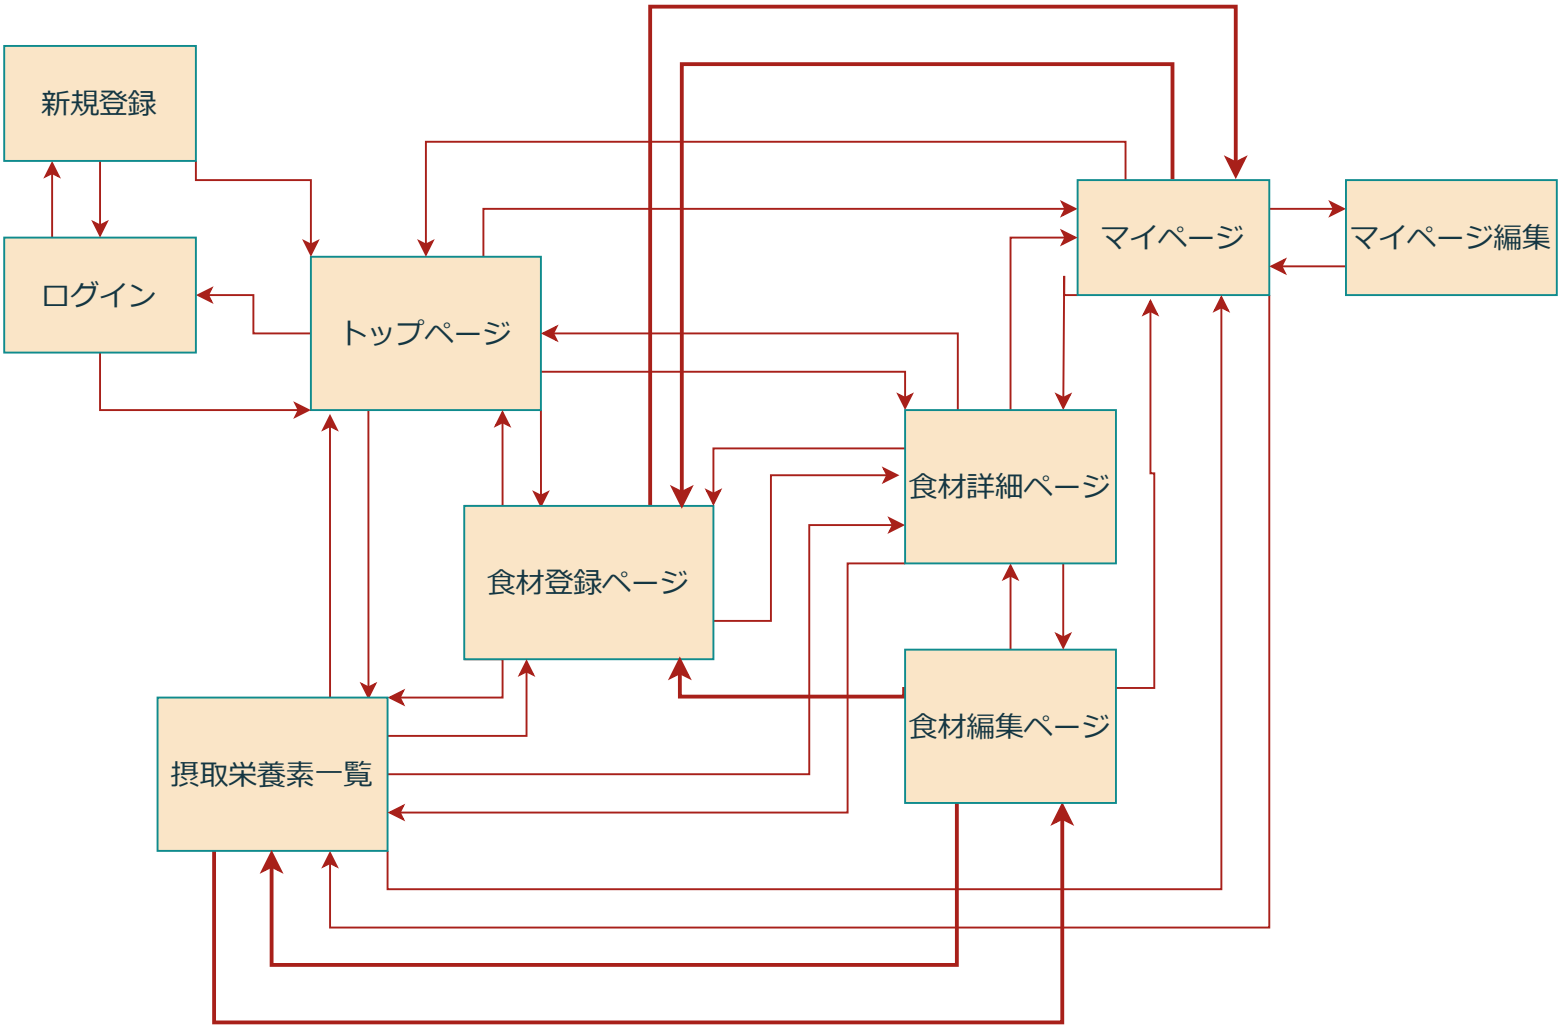 新規登録
ログイン
トップページ
マイページ
マイページ編集
食材詳細ページ
食材登録ページ
食材編集ページ
摂取栄養素一覧